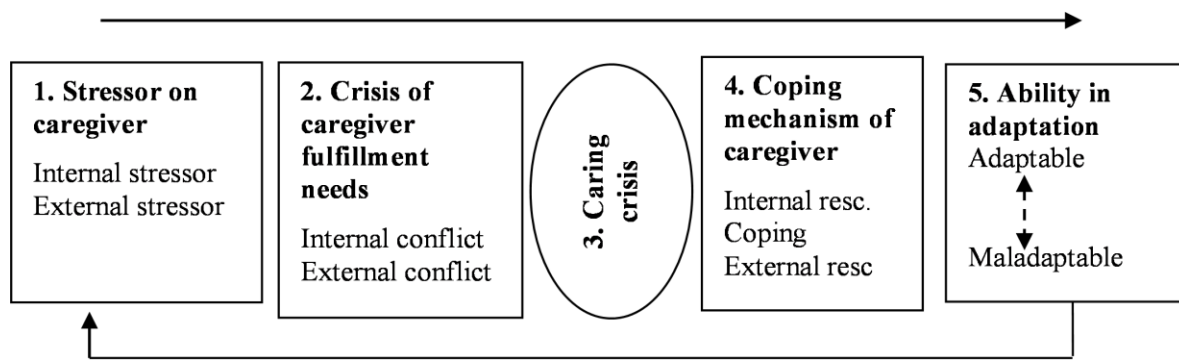 1. Stressor on
caregiver
Internal stressor
External stressor
2. Crisis of
caregiver
fulfillment
needs
Internal conflict
External conflict
3. Caring
crisis
4. Coping
mechanism of
caregiver
Internal resc.
Coping
External resc
5. Ability in
adaptation
Adaptable
Maladaptable